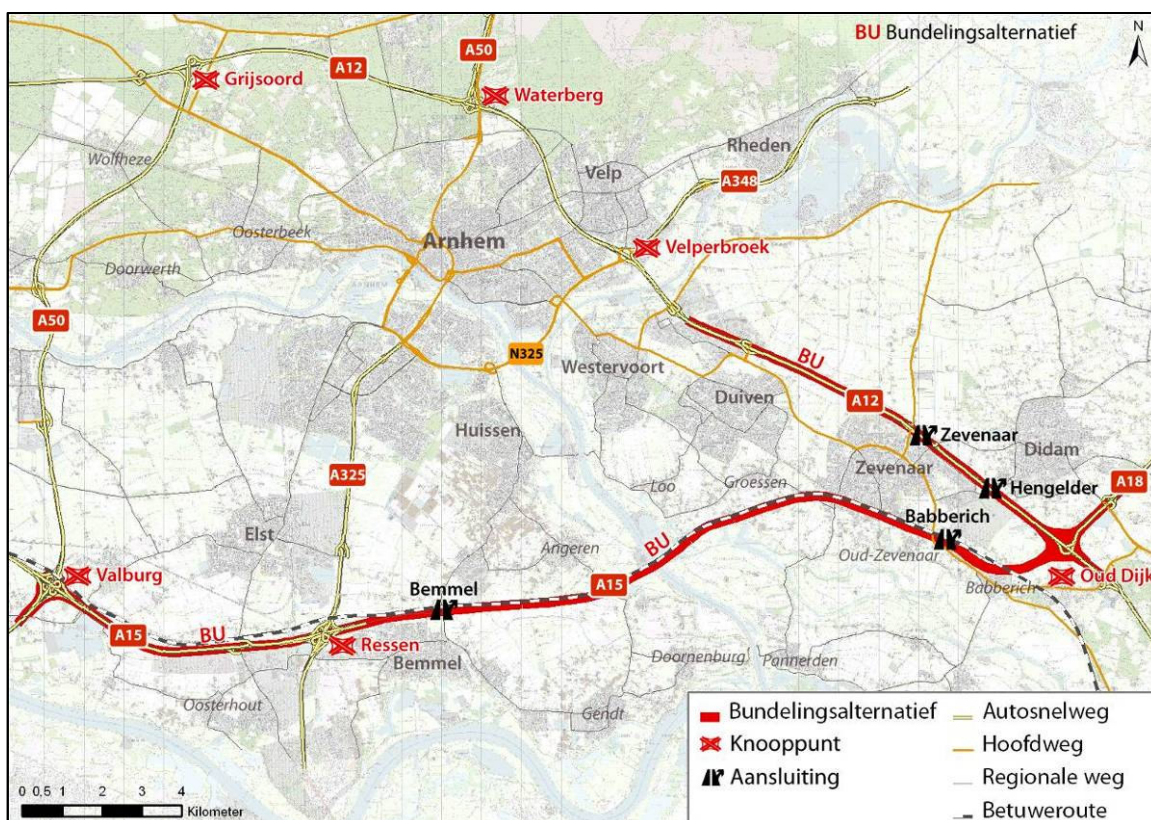 BU Bundelingsalternatief
N
A50
A12
Grijsoord
Waterberg
Rheden
Wolfheze
Velp
A348
Oosterbeek
Arnhem
Velperbroek
Doorwerth
A50
N325
BU
Westervoort
Duiven
A12
Huissen
Zevenaar
Didam
A325
Zevenaar
Loo
Groessen
Hengelder
A18
Babberich
Elst
BU
Angeren
Oud-Zevenaar
Valburg
Bemmel
A15
Babberich
Oud Dijk
A15
BU
Ressen
Bemmel
Doornenburg
Pannerden
Oosterhout
Gendt
Bundelingsalternatief
Knooppunt
Aansluiting
Autosnelweg
Hoofdweg
Regionale weg
Betuweroute
0 0,5 1 2 3 4
Kilometer